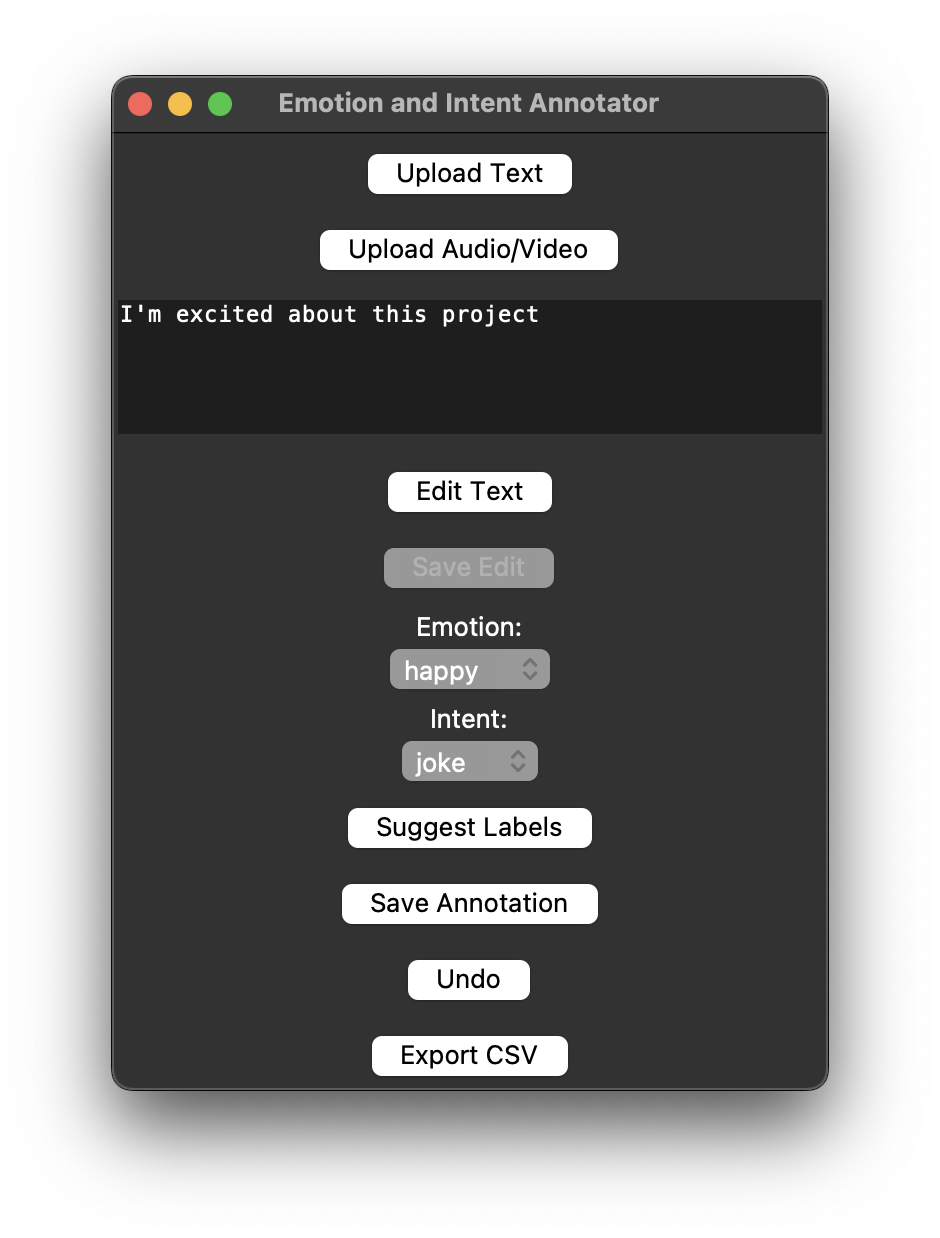 Emotion and Intent Annotator
Upload Text
Upload Audio/Video
I'm excited about this project
Edit Text
Save Edit
Emotion:
happy
Intent:
joke
Suggest Labels
Save Annotation
Undo
Export CSV